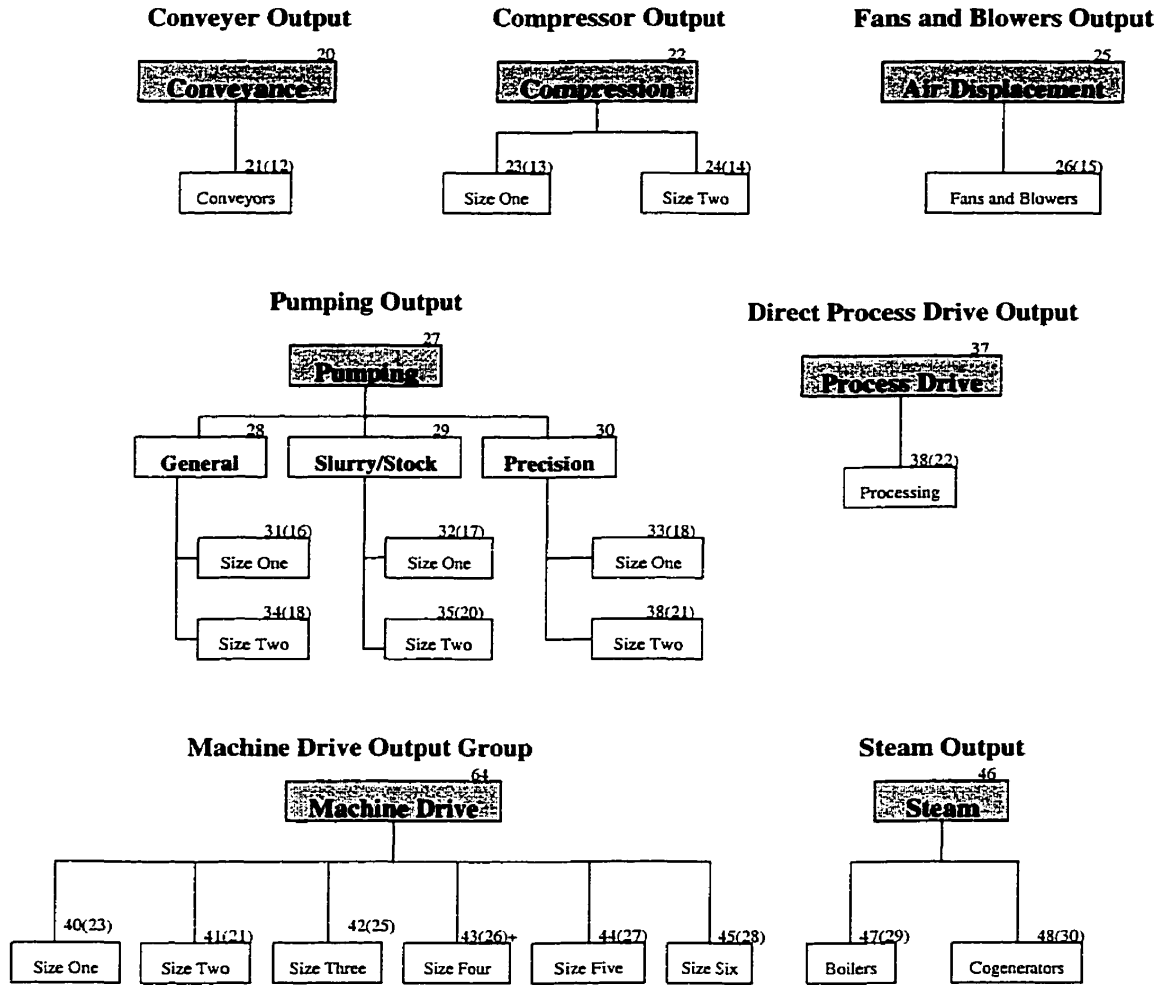 Conveyer Output
Compressor Output
Fans and Blowers Output
20
Conveyance
22
Compression
25
Air Displacement
21(12)
Conveyors
23(13)
Size One
24(14)
Size Two
26(15)
Fans and Blowers
Pumping Output
Direct Process Drive Output
27
Pumping
37
Process Drive
28
General
29
Slurry/Stock
30
Precision
38(22)
Processing
31(16)
Size One
32(17)
Size One
33(18)
Size One
34(18)
Size Two
35(20)
Size Two
38(21)
Size Two
Machine Drive Output Group
Steam Output
64
Machine Drive
46
Steam
40(23)
Size One
41(21)
Size Two
42(25)
Size Three
43(26)+
Size Four
44(27)
Size Five
45(28)
Size Six
47(29)
Boilers
48(30)
Cogenerators